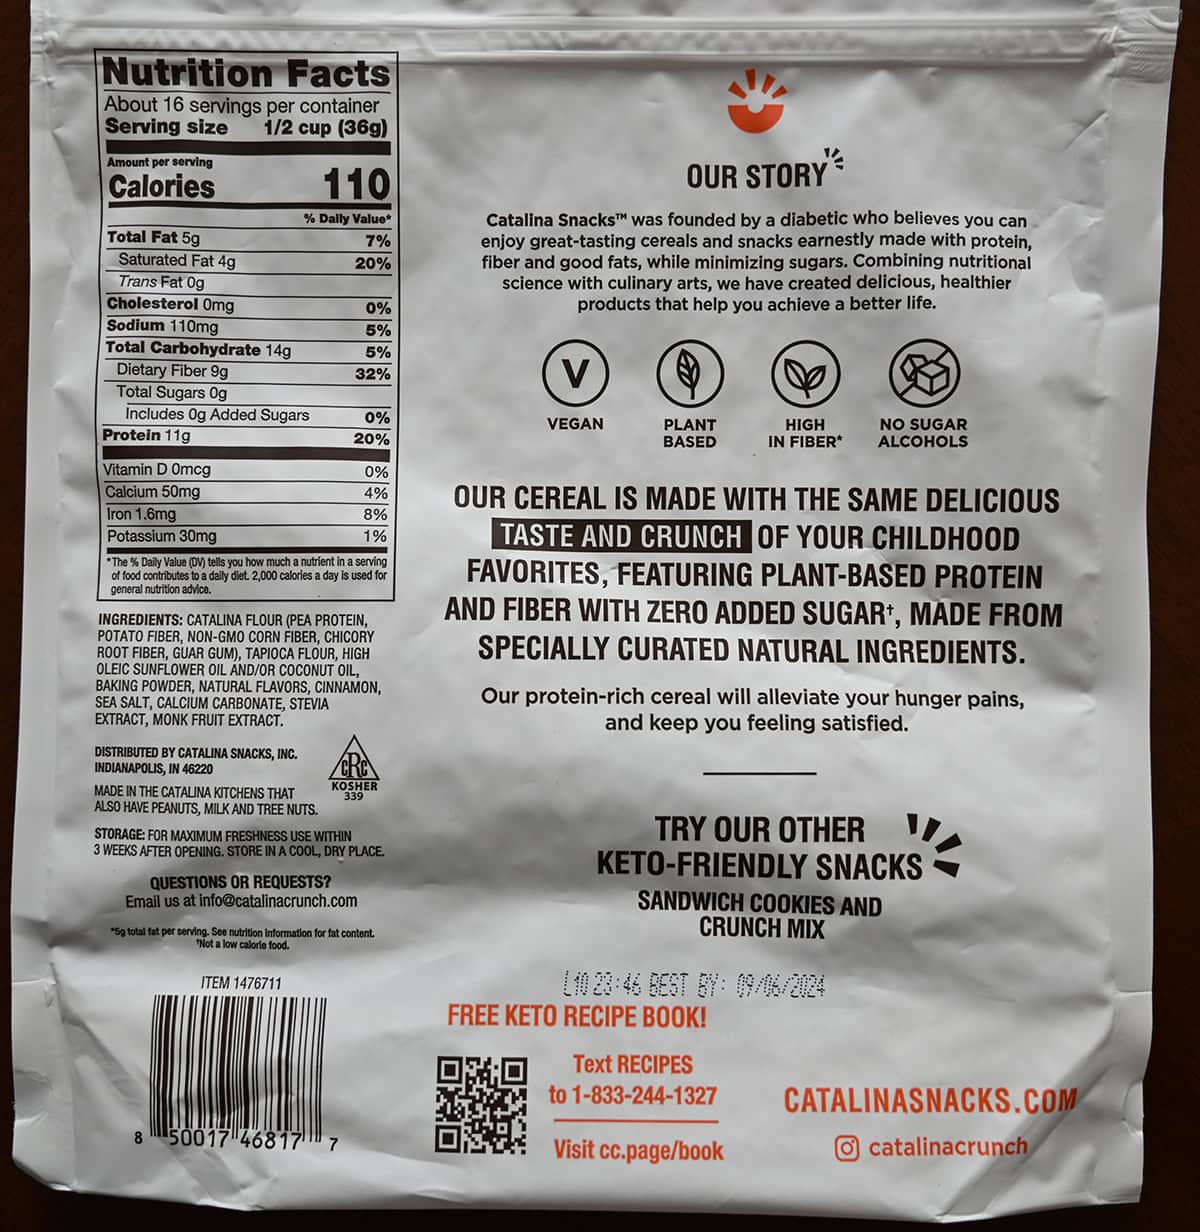 Nutrition Facts
About 16 servings per container
Serving size 1/2 cup (36g)
Amount per serving
Calories 110
% Daily Value*
Total Fat 5g 7%
Saturated Fat 4g 20%
Trans Fat 0g
Cholesterol 0mg 0%
Sodium 110mg 5%
Total Carbohydrate 14g 5%
Dietary Fiber 9g 32%
Total Sugars 0g
Includes 0g Added Sugars 0%
Protein 11g 20%
Vitamin D 0mcg 0%
Calcium 50mg 4%
Iron 1.6mg 8%
Potassium 30mg 1%
*The % Daily Value (DV) tells you how much a nutrient in a serving
of food contributes to a daily diet. 2,000 calories a day is used for
general nutrition advice.
INGREDIENTS: CATALINA FLOUR (PEA PROTEIN,
POTATO FIBER, NON-GMO CORN FIBER, CHICORY
ROOT FIBER, GUAR GUM), TAPIOCA FLOUR, HIGH
OLEIC SUNFLOWER OIL AND/OR COCONUT OIL,
BAKING POWDER, NATURAL FLAVORS, CINNAMON,
SEA SALT, CALCIUM CARBONATE, STEVIA
EXTRACT, MONK FRUIT EXTRACT.
DISTRIBUTED BY CATALINA SNACKS, INC.
INDIANAPOLIS, IN 46220
MADE IN THE CATALINA KITCHENS THAT
ALSO HAVE PEANUTS, MILK AND TREE NUTS.
CRC
KOSHER
339
STORAGE: FOR MAXIMUM FRESHNESS USE WITHIN
3 WEEKS AFTER OPENING. STORE IN A COOL, DRY PLACE.
QUESTIONS OR REQUESTS?
Email us at info@catalinacrunch.com
*5g total fat per serving. See nutrition information for fat content.
†Not a low calorie food.
ITEM 1476711
8 50017 46817 7
OUR STORY
Catalina Snacks™ was founded by a diabetic who believes you can
enjoy great-tasting cereals and snacks earnestly made with protein,
fiber and good fats, while minimizing sugars. Combining nutritional
science with culinary arts, we have created delicious, healthier
products that help you achieve a better life.
V
VEGAN
PLANT
BASED
HIGH
IN FIBER*
NO SUGAR
ALCOHOLS
OUR CEREAL IS MADE WITH THE SAME DELICIOUS
TASTE AND CRUNCH OF YOUR CHILDHOOD
FAVORITES, FEATURING PLANT-BASED PROTEIN
AND FIBER WITH ZERO ADDED SUGAR†, MADE FROM
SPECIALLY CURATED NATURAL INGREDIENTS.
Our protein-rich cereal will alleviate your hunger pains,
and keep you feeling satisfied.
TRY OUR OTHER
KETO-FRIENDLY SNACKS
SANDWICH COOKIES AND
CRUNCH MIX
L10 23:46 BEST BY: 09/06/2024
FREE KETO RECIPE BOOK!
Text RECIPES
to 1-833-244-1327
Visit cc.page/book
CATALINASNACKS.COM
catalinacrunch